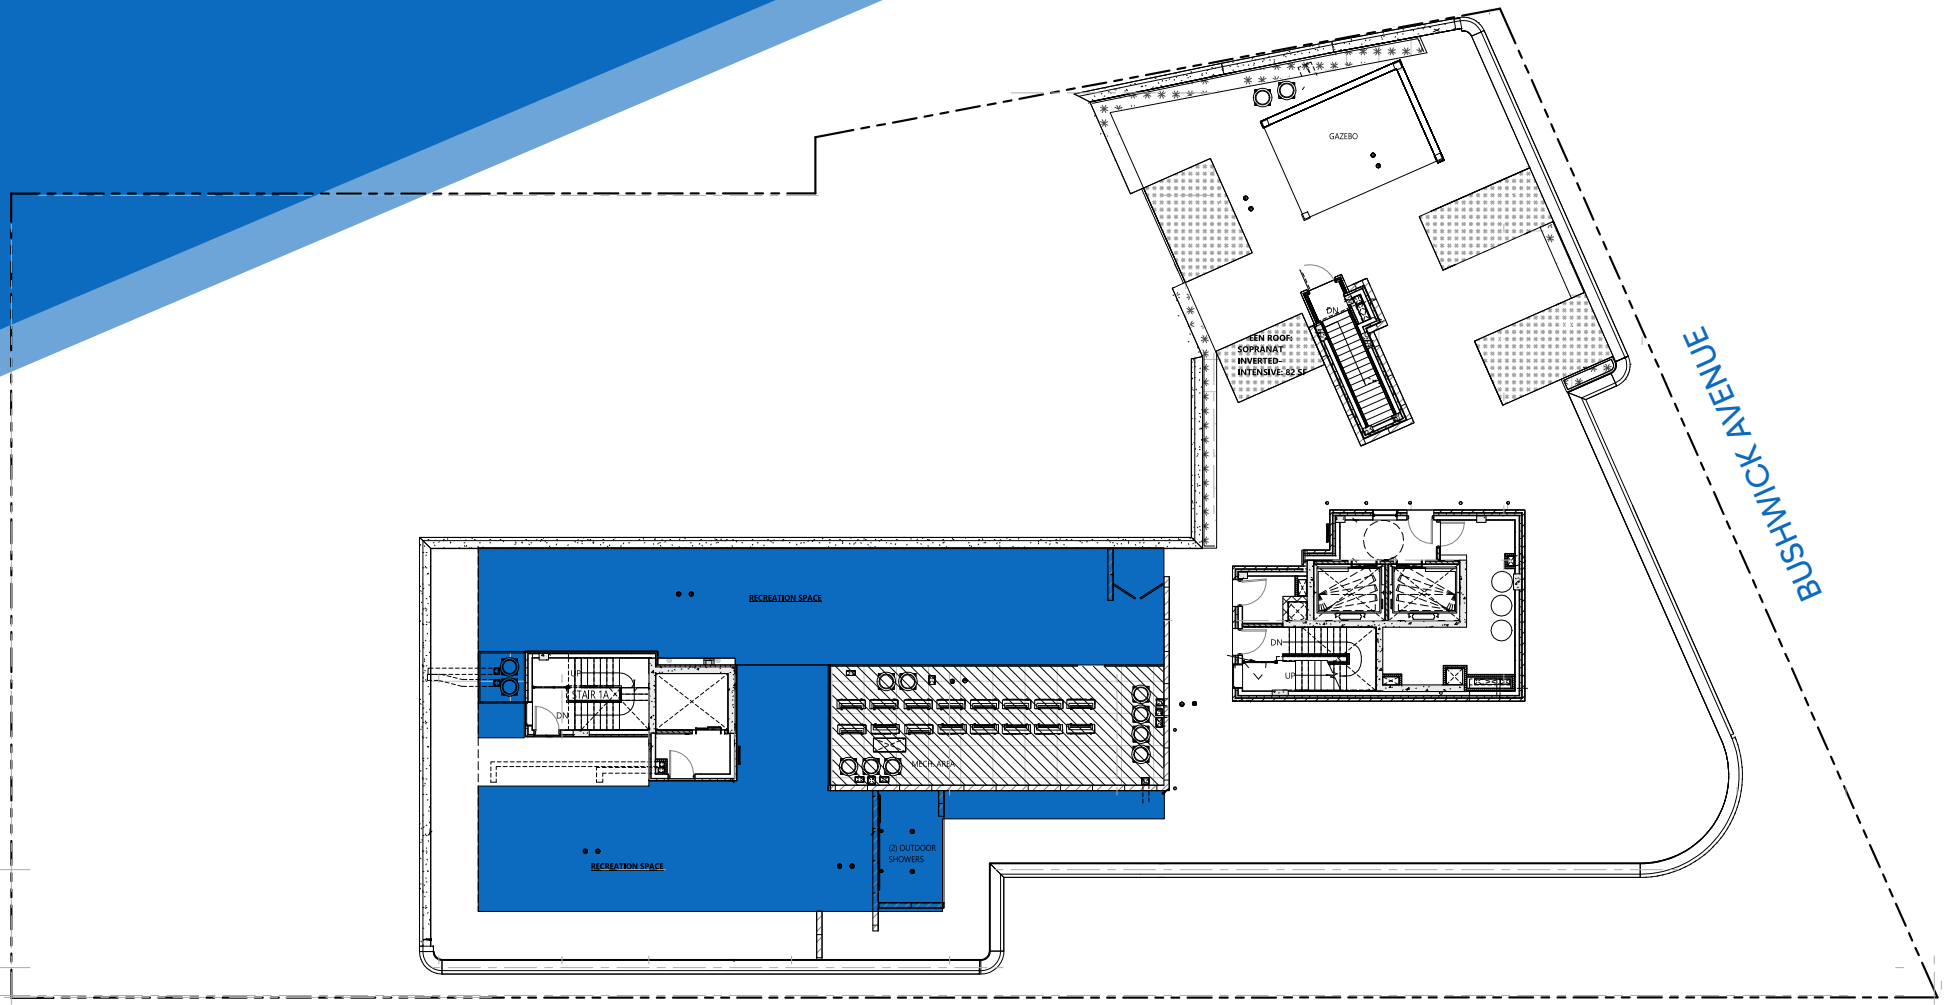 GAZEBO
DN
EEN ROOF:
SOPRANAT
INVERTED-
INTENSIVE: 82 SF
BUSHWICK AVENUE
RECREATION SPACE
UP
STAIR 1A
DN
DN
UP
MECH. AREA
(2) OUTDOOR
SHOWERS
RECREATION SPACE